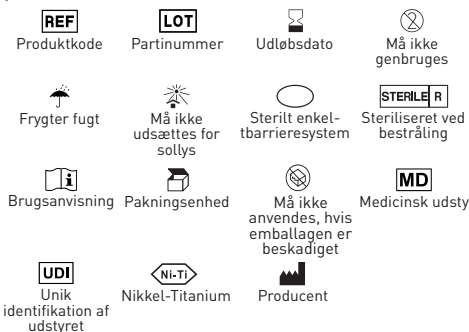 REF
Produktkode
LOT
Partinummer
Udløbsdato
2
Må ikke
genbruges
Frygter fugt
Må ikke
udsættes for
sollys
Sterilt enkel-
tbarrieresystem
STERILE R
Steriliseret ved
bestråling
i
Brugsanvisning
Pakningsenhed
Må ikke
anvendes, hvis
emballagen er
beskadiget
MD
Medicinsk udsty
UDI
Unik
identifikation af
udstyret
Ni-Ti
Nikkel-Titanium
Producent